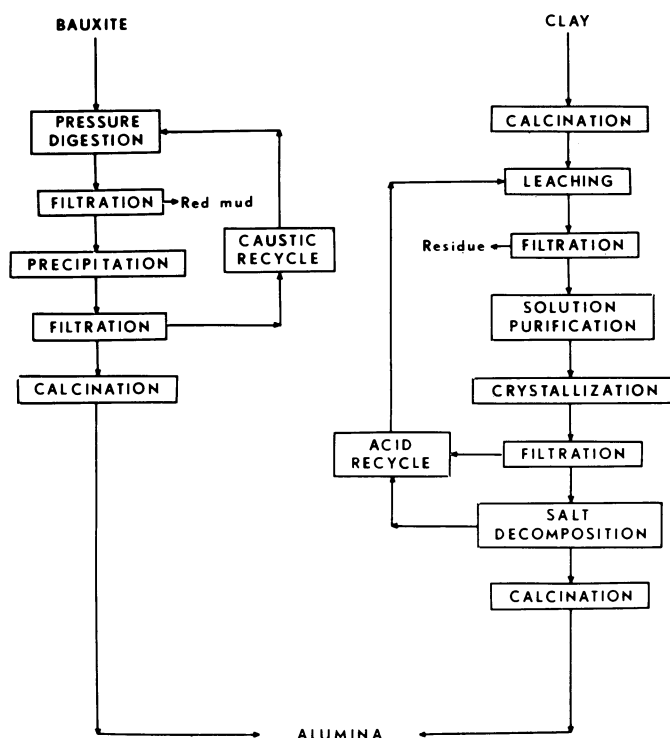 BAUXITE
PRESSURE
DIGESTION
FILTRATION
Red mud
CAUSTIC
RECYCLE
PRECIPITATION
FILTRATION
CALCINATION
CLAY
CALCINATION
LEACHING
Residue
FILTRATION
SOLUTION
PURIFICATION
CRYSTALLIZATION
ACID
RECYCLE
FILTRATION
SALT
DECOMPOSITION
CALCINATION
ALUMINA